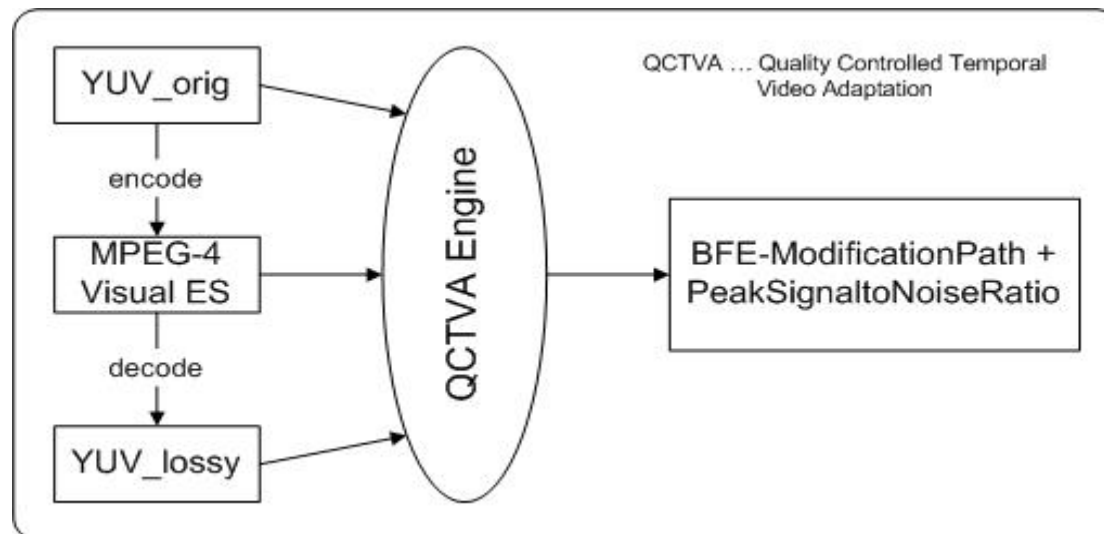 YUV_orig
QCTVA ... Quality Controlled Temporal
Video Adaptation
encode
MPEG-4
Visual ES
QCTVA Engine
BFE-ModificationPath +
PeakSignaltoNoiseRatio
decode
YUV_lossy